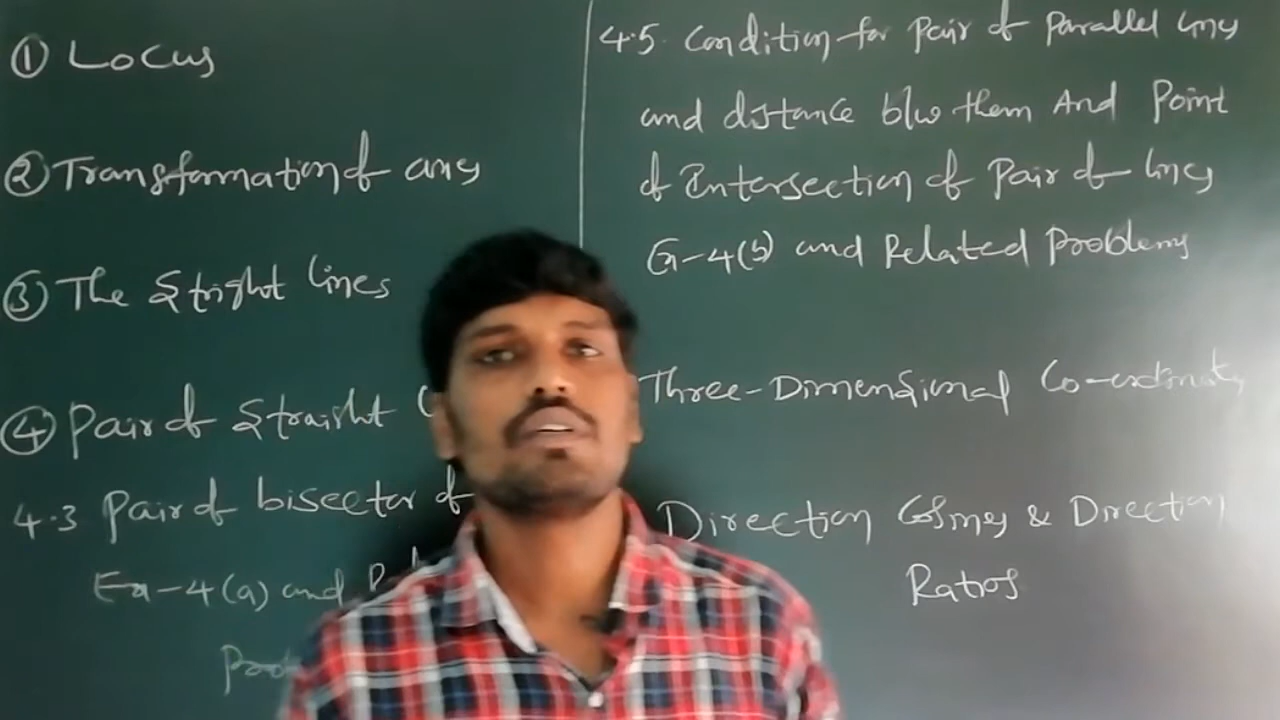 ① Locus
② Transformation of axes
③ The Stright lines
④ Pair of Straight
4.3 Pair of bisector of
Ex-4(a) and
4.5 Condition for Pair of Parallel lines
and distance b/w them And Point
of Intersection of Pair of lines
Ex-4(b) and Related Problems
Three-Dimensional Co-ordinates
Direction Cosines & Direction
Ratios